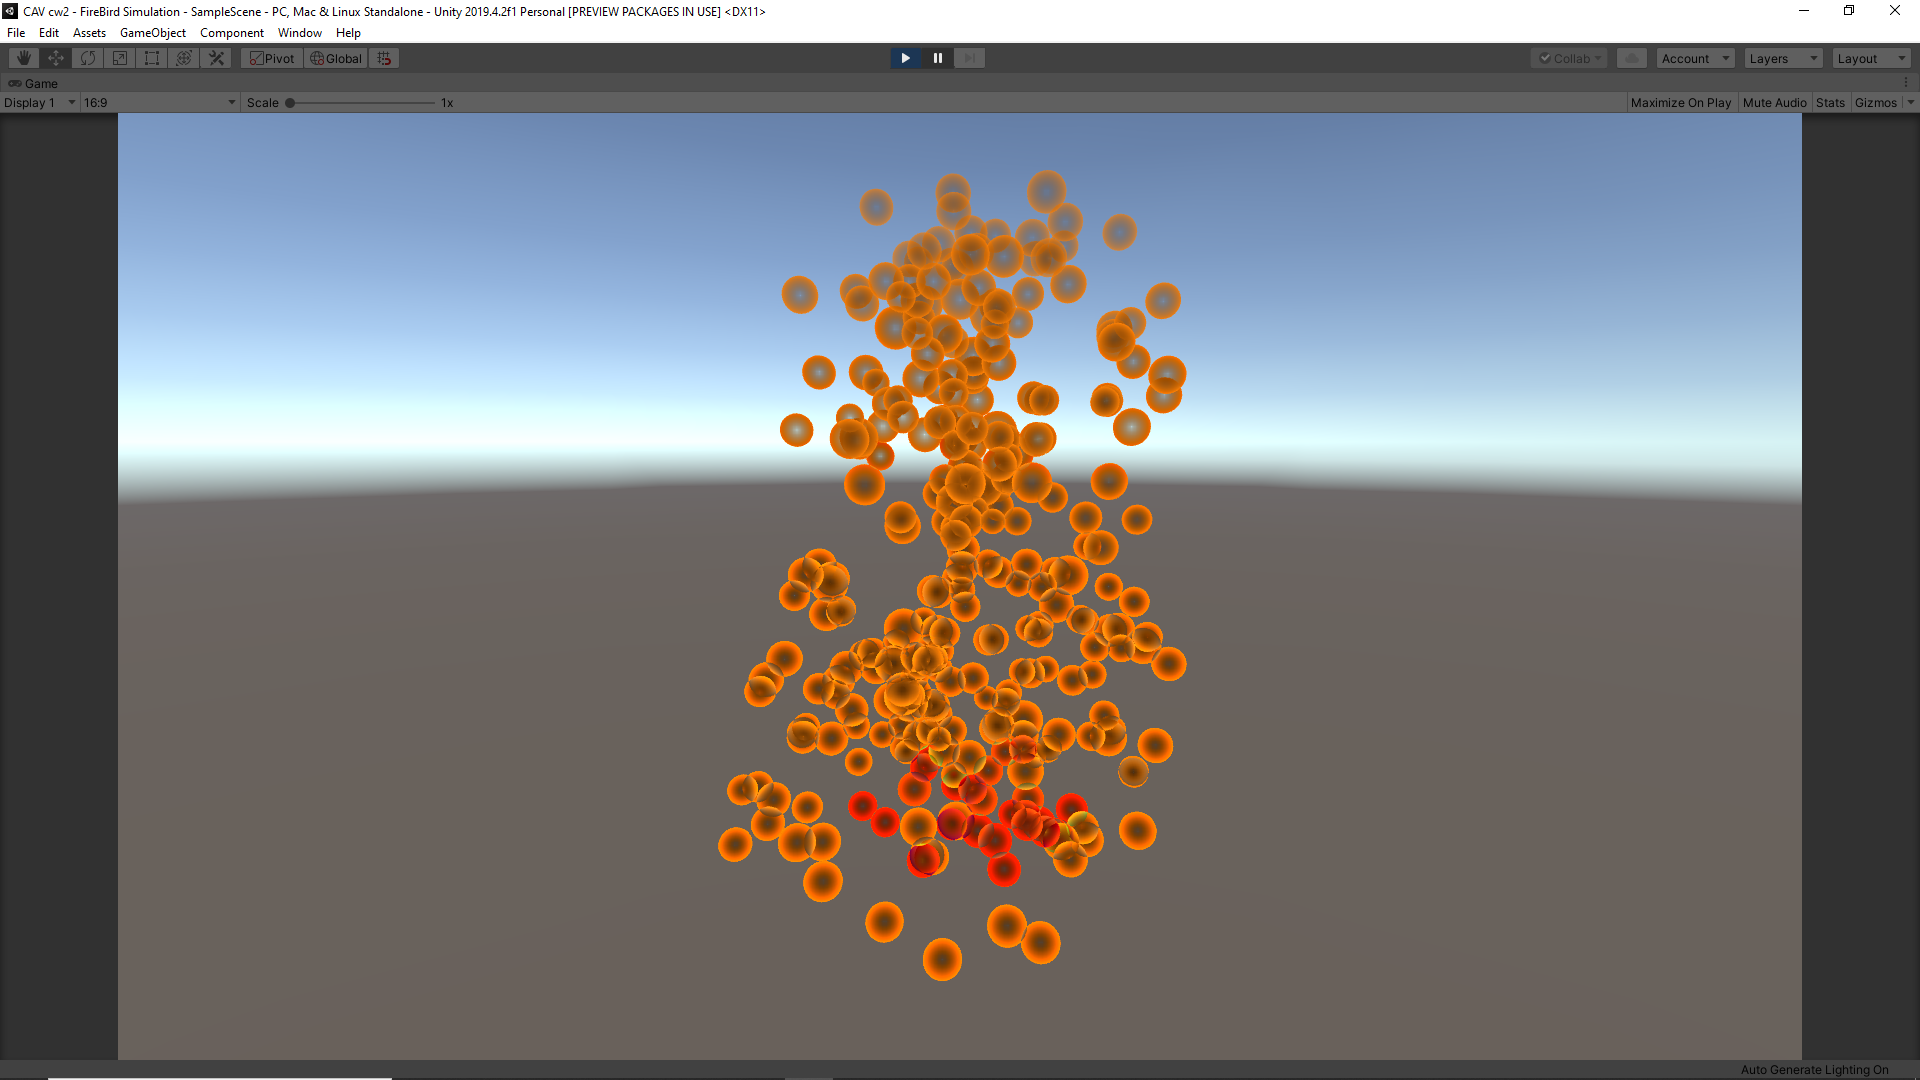 CAV cw2 - FireBird Simulation - SampleScene - PC, Mac & Linux Standalone - Unity 2019.4.2f1 Personal [PREVIEW PACKAGES IN USE] <DX11>
File Edit Assets GameObject Component Window Help
Pivot Global Collab Account Layers Layout
Game
Display 1 16:9 Scale 1x Maximize On Play Mute Audio Stats Gizmos
Auto Generate Lighting On